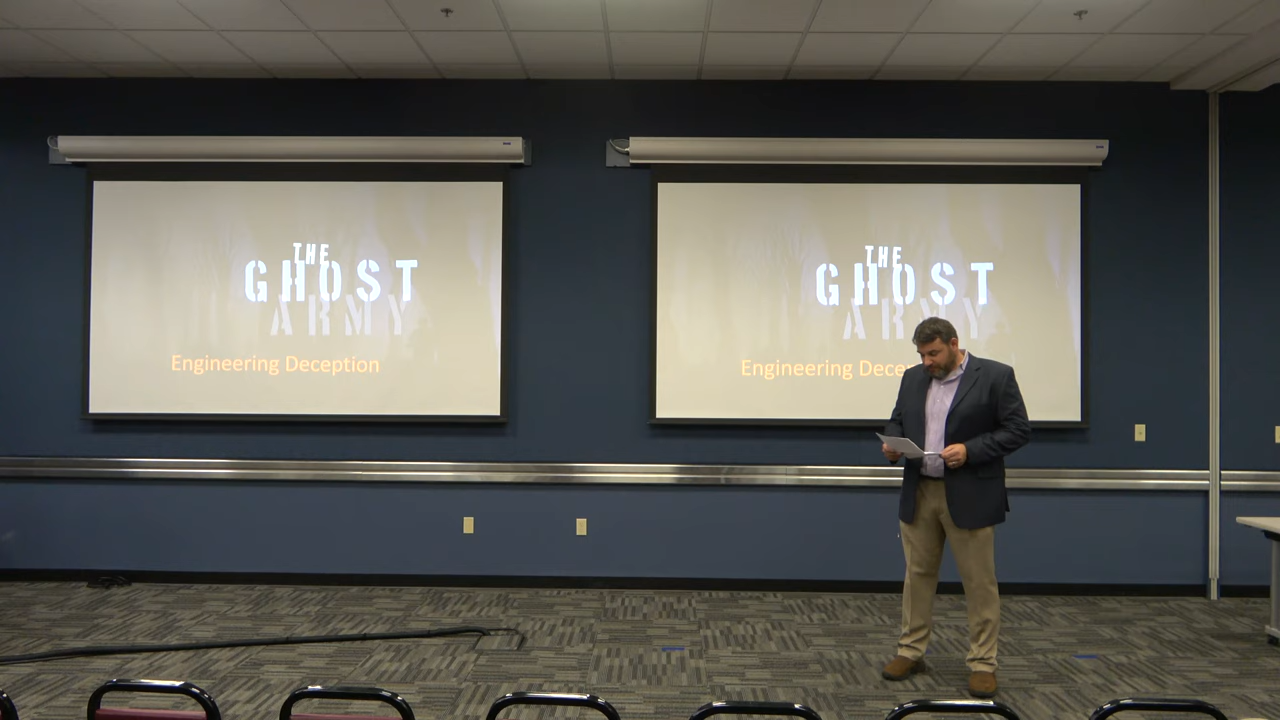 THE
GHOST
ARMY
Engineering Deception
THE
GHOST
ARMY
Engineering Dece